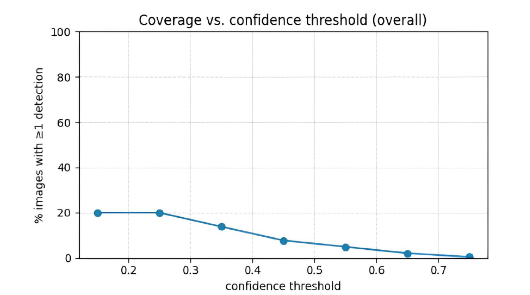 Coverage vs. confidence threshold (overall)
% images with ≥1 detection
100
80
60
40
20
0
0.2 0.3 0.4 0.5 0.6 0.7
confidence threshold